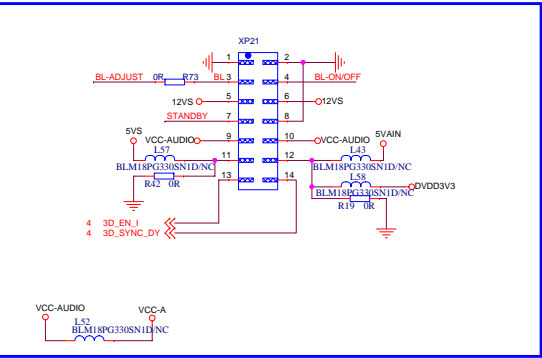 XP21
1 2
BL-ADJUST 0R R73 BL 3 4 BL-ON/OFF
12VS 5 6 12VS
STANDBY 7 8
5VS VCC-AUDIO 9 10 VCC-AUDIO 5VAIN
L57 11 12 L43
BLM18PG330SN1D/NC BLM18PG330SN1D/NC
L58 DVDD3V3
R42 0R 13 14 BLM18PG330SN1D/NC
R19 0R
4 3D_EN_I
4 3D_SYNC_DY
VCC-AUDIO VCC-A
L52
BLM18PG330SN1D/NC